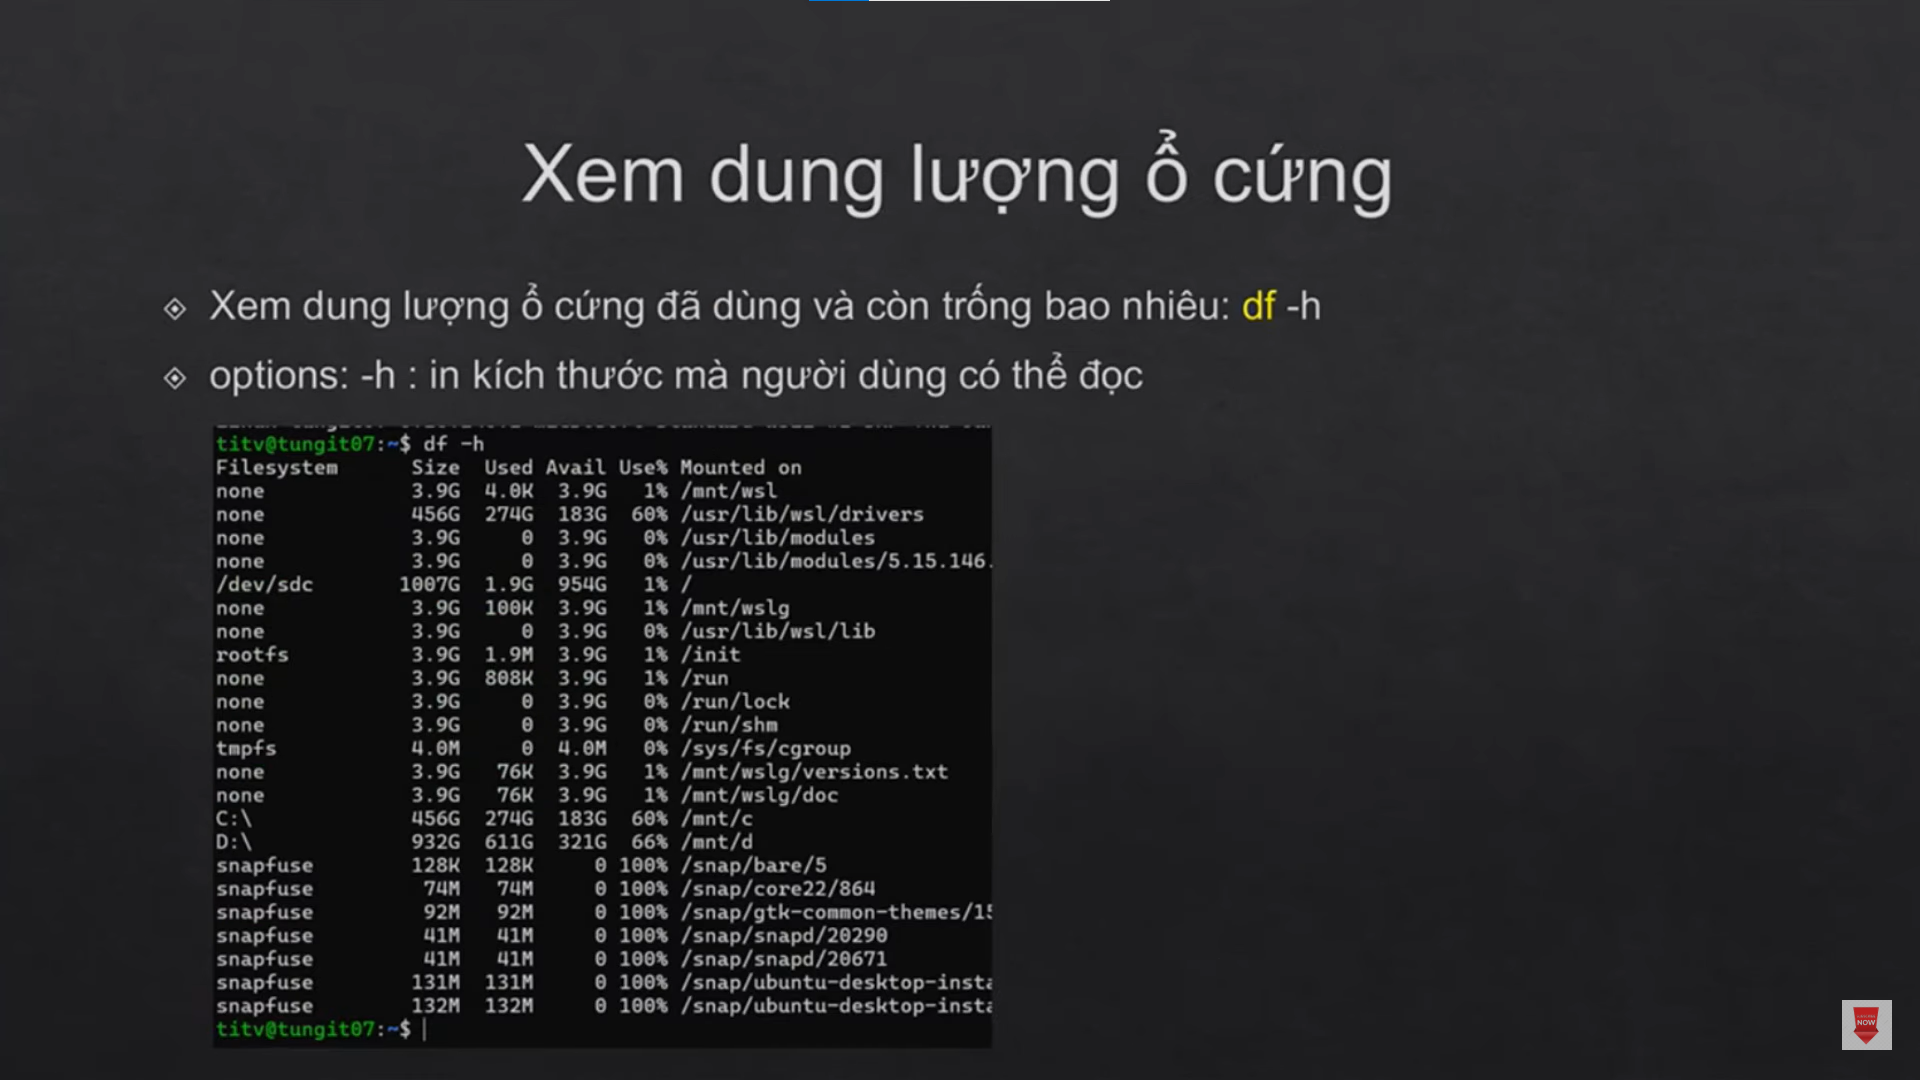 Xem dung lượng ổ cứng
Xem dung lượng ổ cứng đã dùng và còn trống bao nhiêu: df -h
options: -h : in kích thước mà người dùng có thể đọc
titv@tungit07:~$ df -h
Filesystem Size Used Avail Use% Mounted on
none 3.9G 4.0K 3.9G 1% /mnt/wsl
none 456G 274G 183G 60% /usr/lib/wsl/drivers
none 3.9G 0 3.9G 0% /usr/lib/modules
none 3.9G 0 3.9G 0% /usr/lib/modules/5.15.146.
/dev/sdc 1007G 1.9G 954G 1% /
none 3.9G 100K 3.9G 1% /mnt/wslg
none 3.9G 0 3.9G 0% /usr/lib/wsl/lib
rootfs 3.9G 1.9M 3.9G 1% /init
none 3.9G 808K 3.9G 1% /run
none 3.9G 0 3.9G 0% /run/lock
none 3.9G 0 3.9G 0% /run/shm
tmpfs 4.0M 0 4.0M 0% /sys/fs/cgroup
none 3.9G 76K 3.9G 1% /mnt/wslg/versions.txt
none 3.9G 76K 3.9G 1% /mnt/wslg/doc
C:\ 456G 274G 183G 60% /mnt/c
D:\ 932G 611G 321G 66% /mnt/d
snapfuse 128K 128K 0 100% /snap/bare/5
snapfuse 74M 74M 0 100% /snap/core22/864
snapfuse 92M 92M 0 100% /snap/gtk-common-themes/15
snapfuse 41M 41M 0 100% /snap/snapd/20290
snapfuse 41M 41M 0 100% /snap/snapd/20671
snapfuse 131M 131M 0 100% /snap/ubuntu-desktop-insta
snapfuse 132M 132M 0 100% /snap/ubuntu-desktop-insta
titv@tungit07:~$
NOW